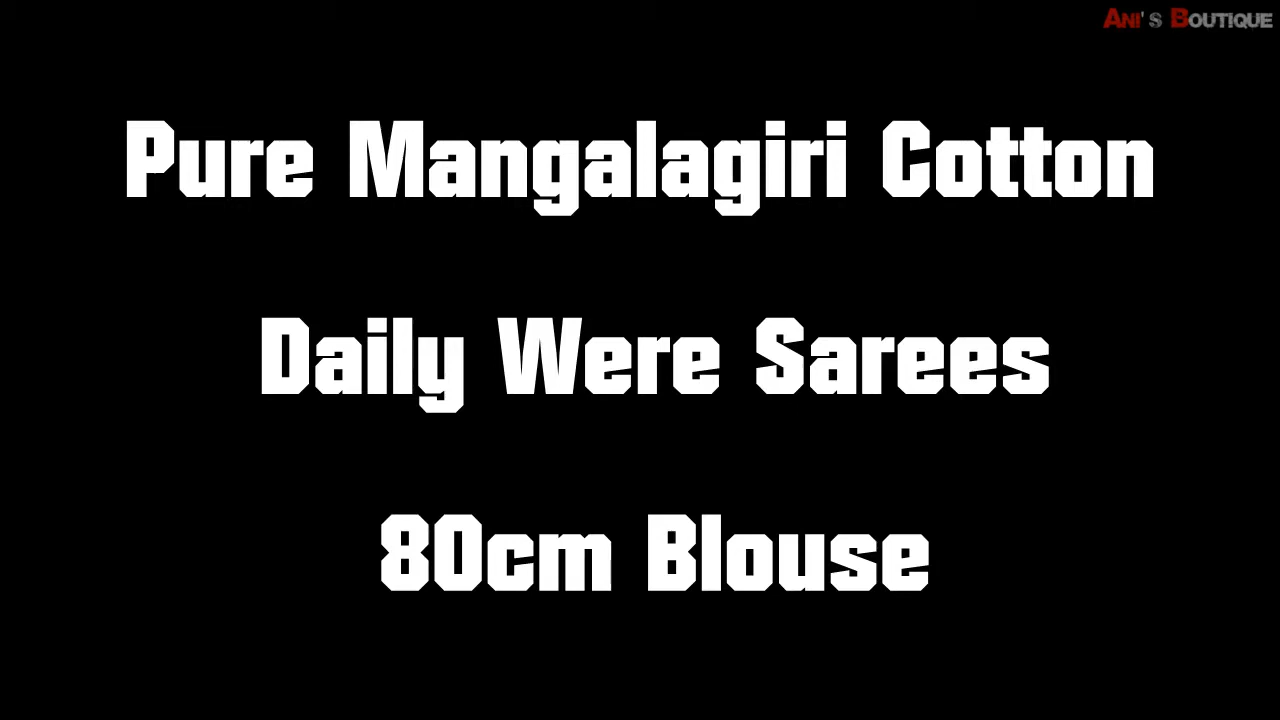 Ani's Boutique
Pure Mangalagiri Cotton
Daily Were Sarees
80cm Blouse